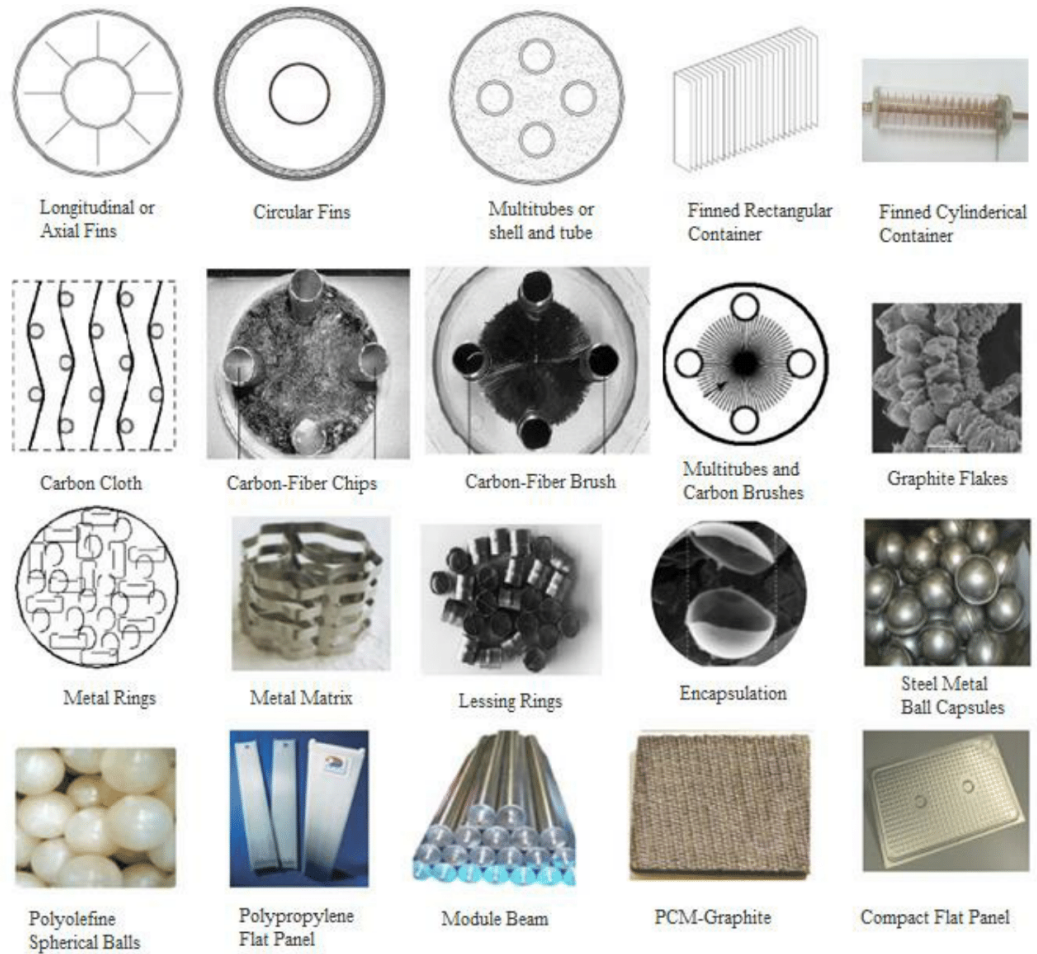 Longitudinal or
Axial Fins
Circular Fins
Multitubes or
shell and tube
Finned Rectangular
Container
Finned Cylinderical
Container
Carbon Cloth
Carbon-Fiber Chips
Carbon-Fiber Brush
Multitubes and
Carbon Brushes
Graphite Flakes
Metal Rings
Metal Matrix
Lessing Rings
Encapsulation
Steel Metal
Ball Capsules
Polyolefine
Spherical Balls
Polypropylene
Flat Panel
Module Beam
PCM-Graphite
Compact Flat Panel